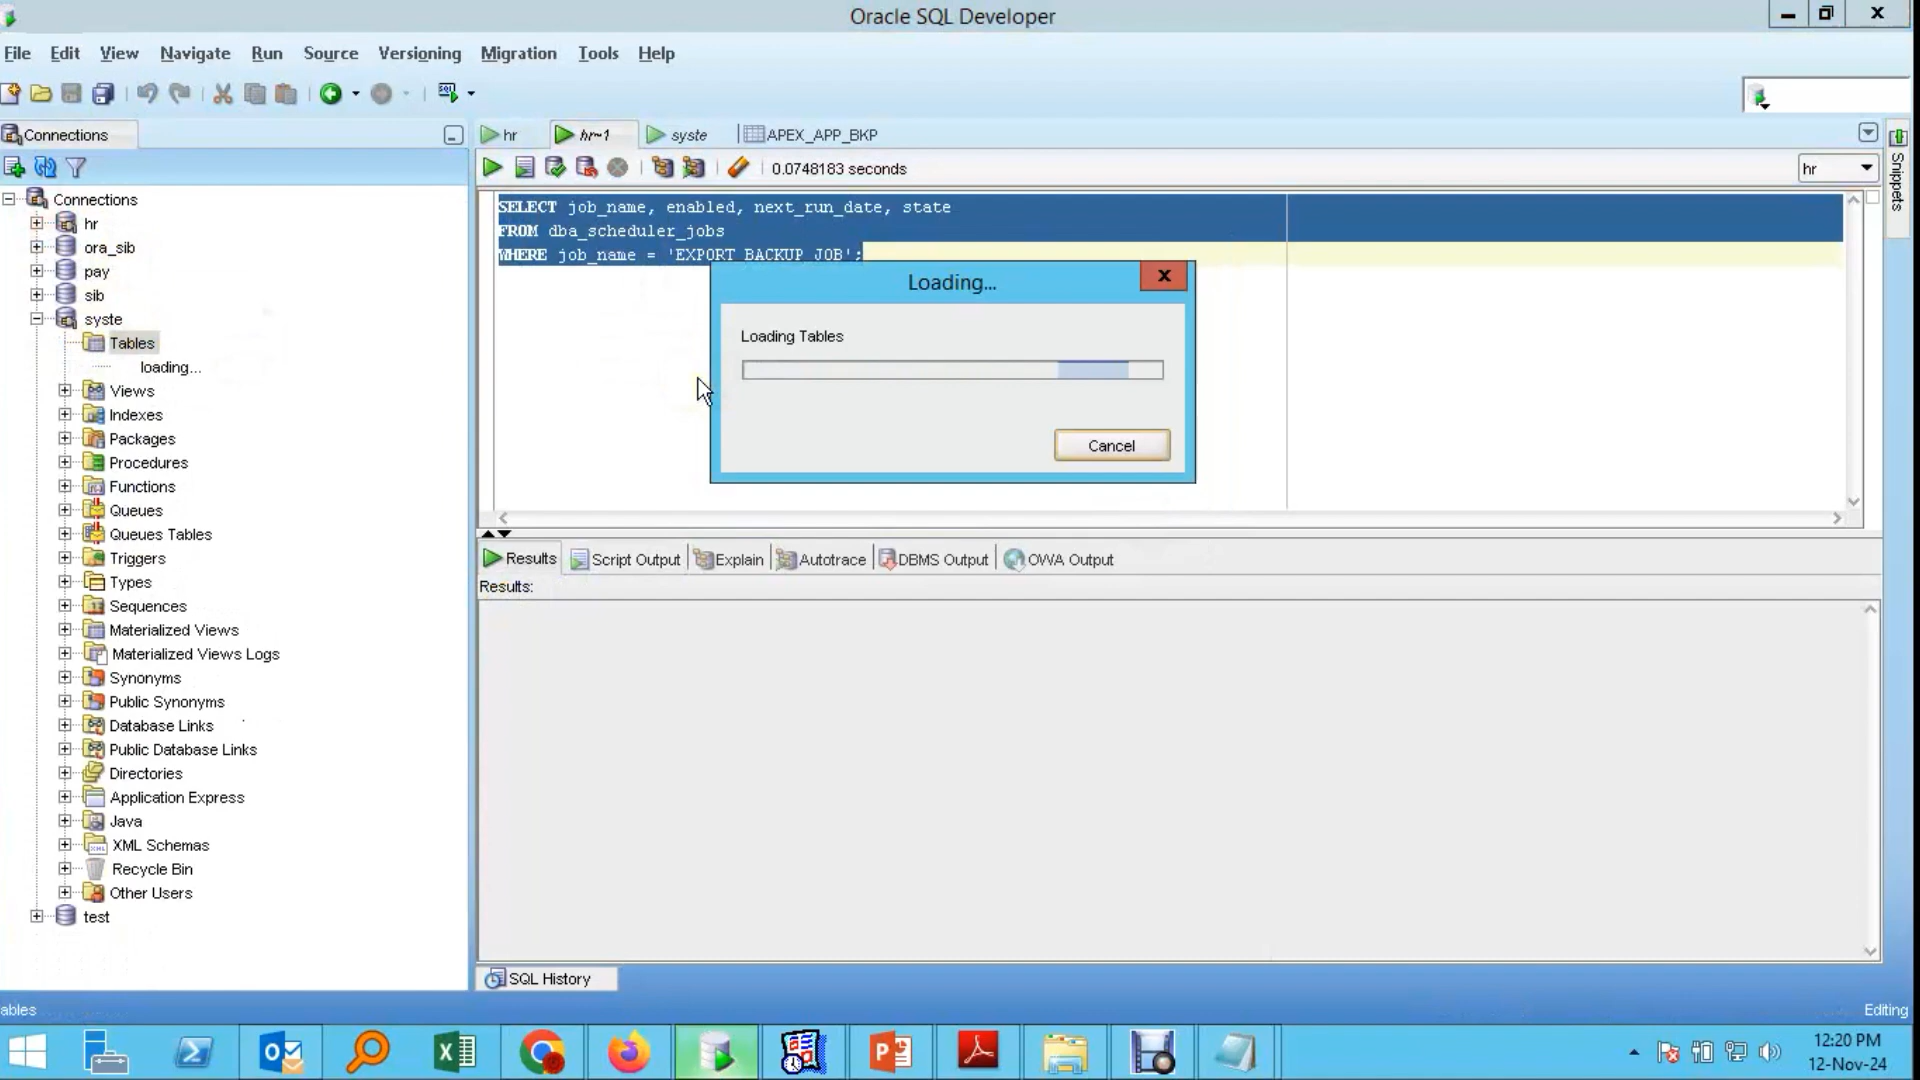 Oracle SQL Developer
File Edit View Navigate Run Source Versioning Migration Tools Help
Connections
hr
hr~1
syste
APEX_APP_BKP
0.0748183 seconds
hr
Snippets
Connections
hr
ora_sib
pay
sib
syste
Tables
loading...
Views
Indexes
Packages
Procedures
Functions
Queues
Queues Tables
Triggers
Types
Sequences
Materialized Views
Materialized Views Logs
Synonyms
Public Synonyms
Database Links
Public Database Links
Directories
Application Express
Java
XML Schemas
Recycle Bin
Other Users
test
SELECT job_name, enabled, next_run_date, state
FROM dba_scheduler_jobs
WHERE job_name = 'EXPORT_BACKUP_JOB';
Loading...
Loading Tables
Cancel
Results Script Output Explain Autotrace DBMS Output OWA Output
Results:
SQL History
ables
Editing
12:20 PM
12-Nov-24